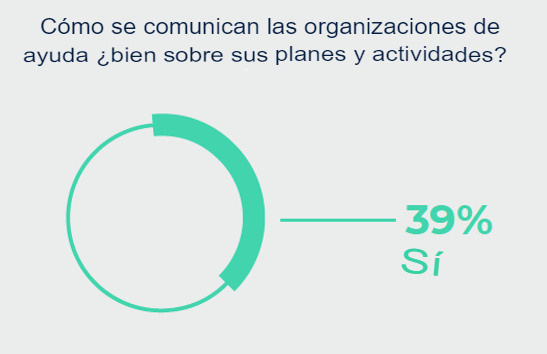 Cómo se comunican las organizaciones de
ayuda ¿bien sobre sus planes y actividades?
39%
Sí